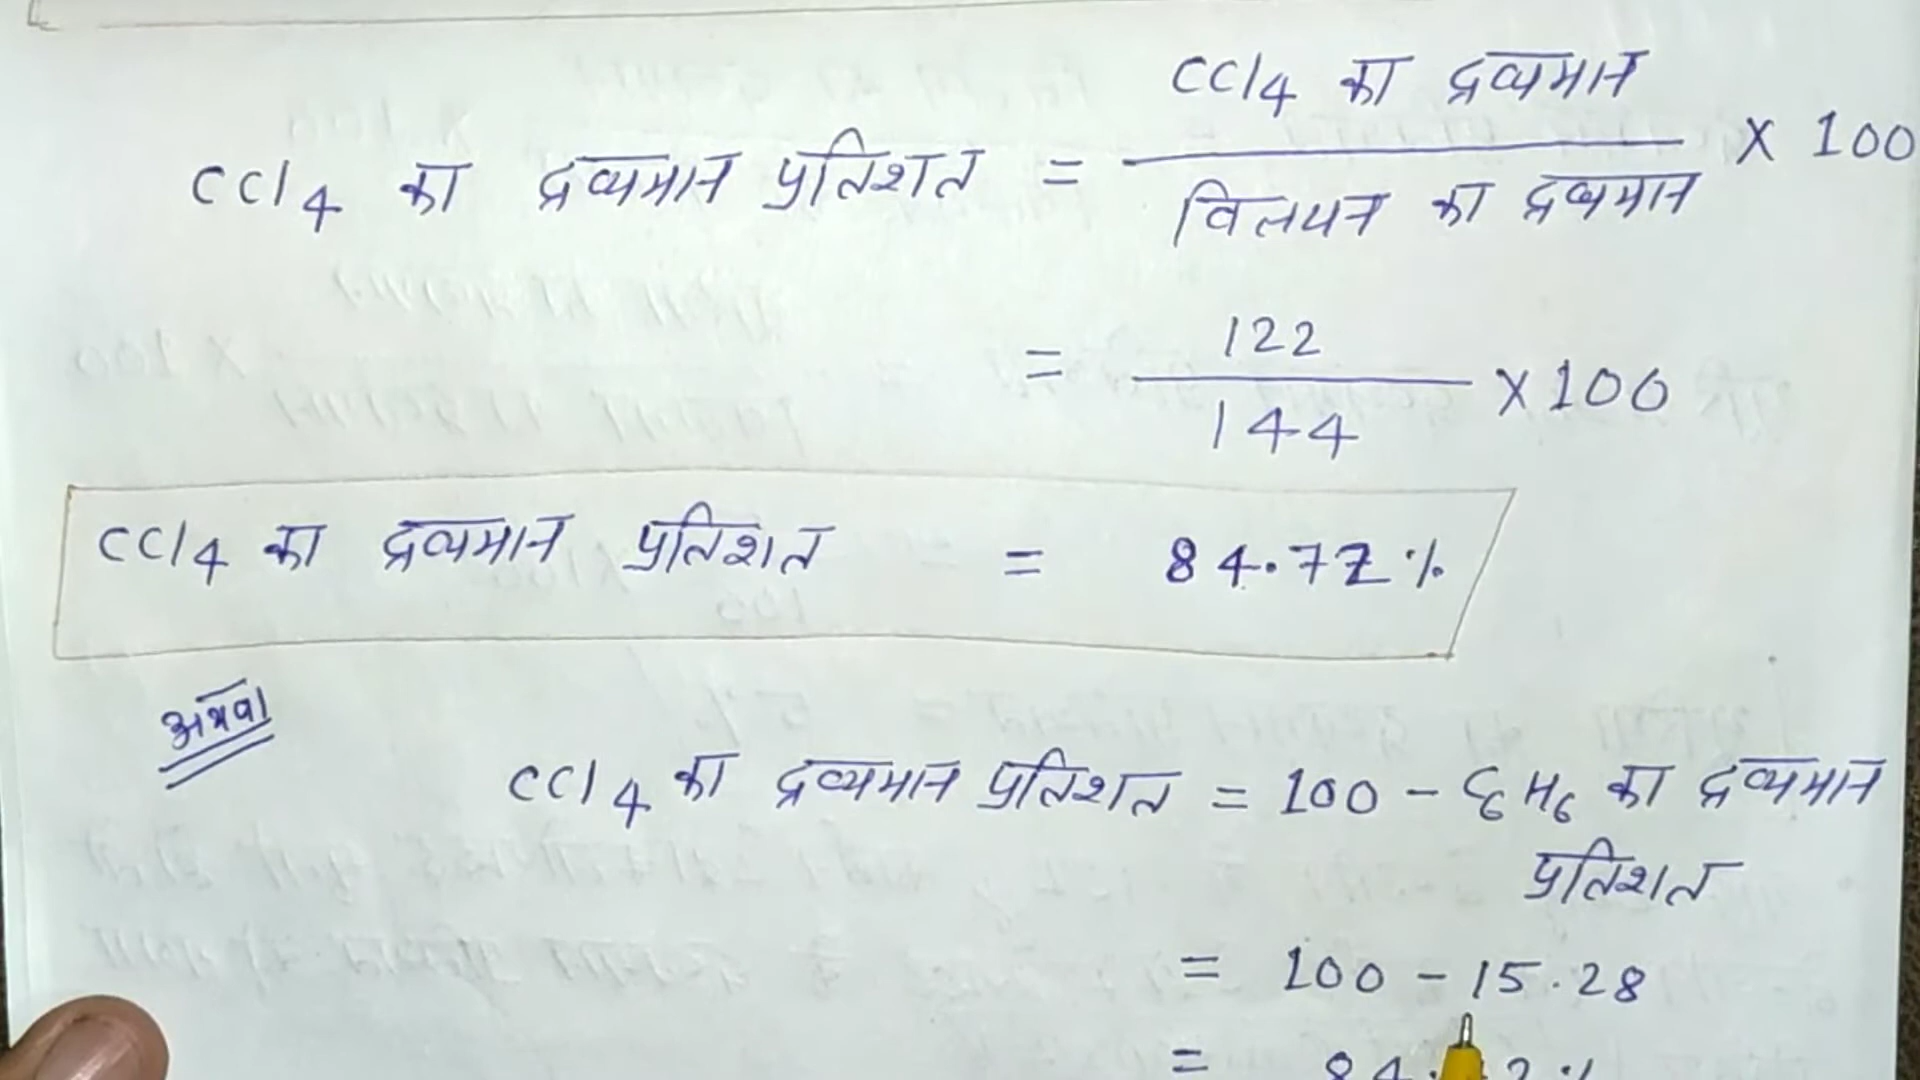 CCl4 का द्रव्यमान
CCl4 का द्रव्यमान प्रतिशत = ——— × 100
विलयन का द्रव्यमान
122
= ——— × 100
144
CCl4 का द्रव्यमान प्रतिशत = 84.72%
अथवा
CCl4 का द्रव्यमान प्रतिशत = 100 - C6H6 का द्रव्यमान
प्रतिशत
= 100 - 15.28
=